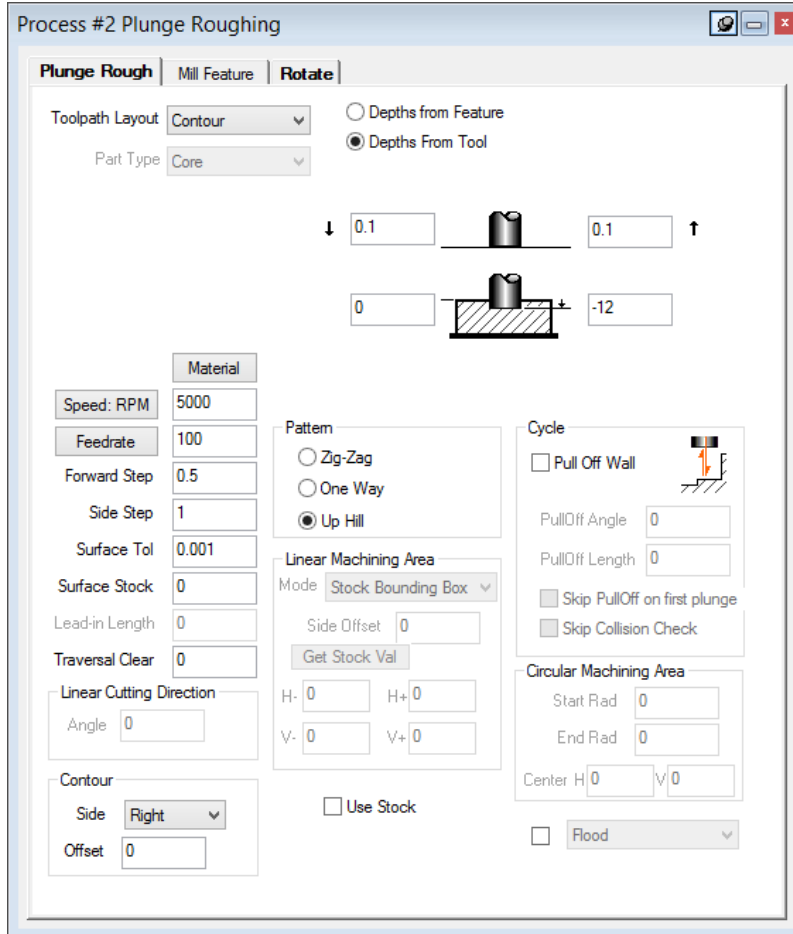 Process #2 Plunge Roughing
x
Plunge Rough
Mill Feature
Rotate
Toolpath Layout
Contour
Depths from Feature
Part Type
Core
Depths From Tool
0.1
0.1
0
-12
Material
Speed: RPM
5000
Feedrate
100
Forward Step
0.5
Side Step
1
Surface Tol
0.001
Surface Stock
0
Lead-in Length
0
Traversal Clear
0
Linear Cutting Direction
Angle
0
Contour
Side
Right
Offset
0
Pattern
Zig-Zag
One Way
Up Hill
Linear Machining Area
Mode
Stock Bounding Box
Side Offset
0
Get Stock Val
H- 0
H+ 0
V- 0
V+ 0
Use Stock
Cycle
Pull Off Wall
PullOff Angle
0
PullOff Length
0
Skip PullOff on first plunge
Skip Collision Check
Circular Machining Area
Start Rad
0
End Rad
0
Center H 0
V 0
Flood